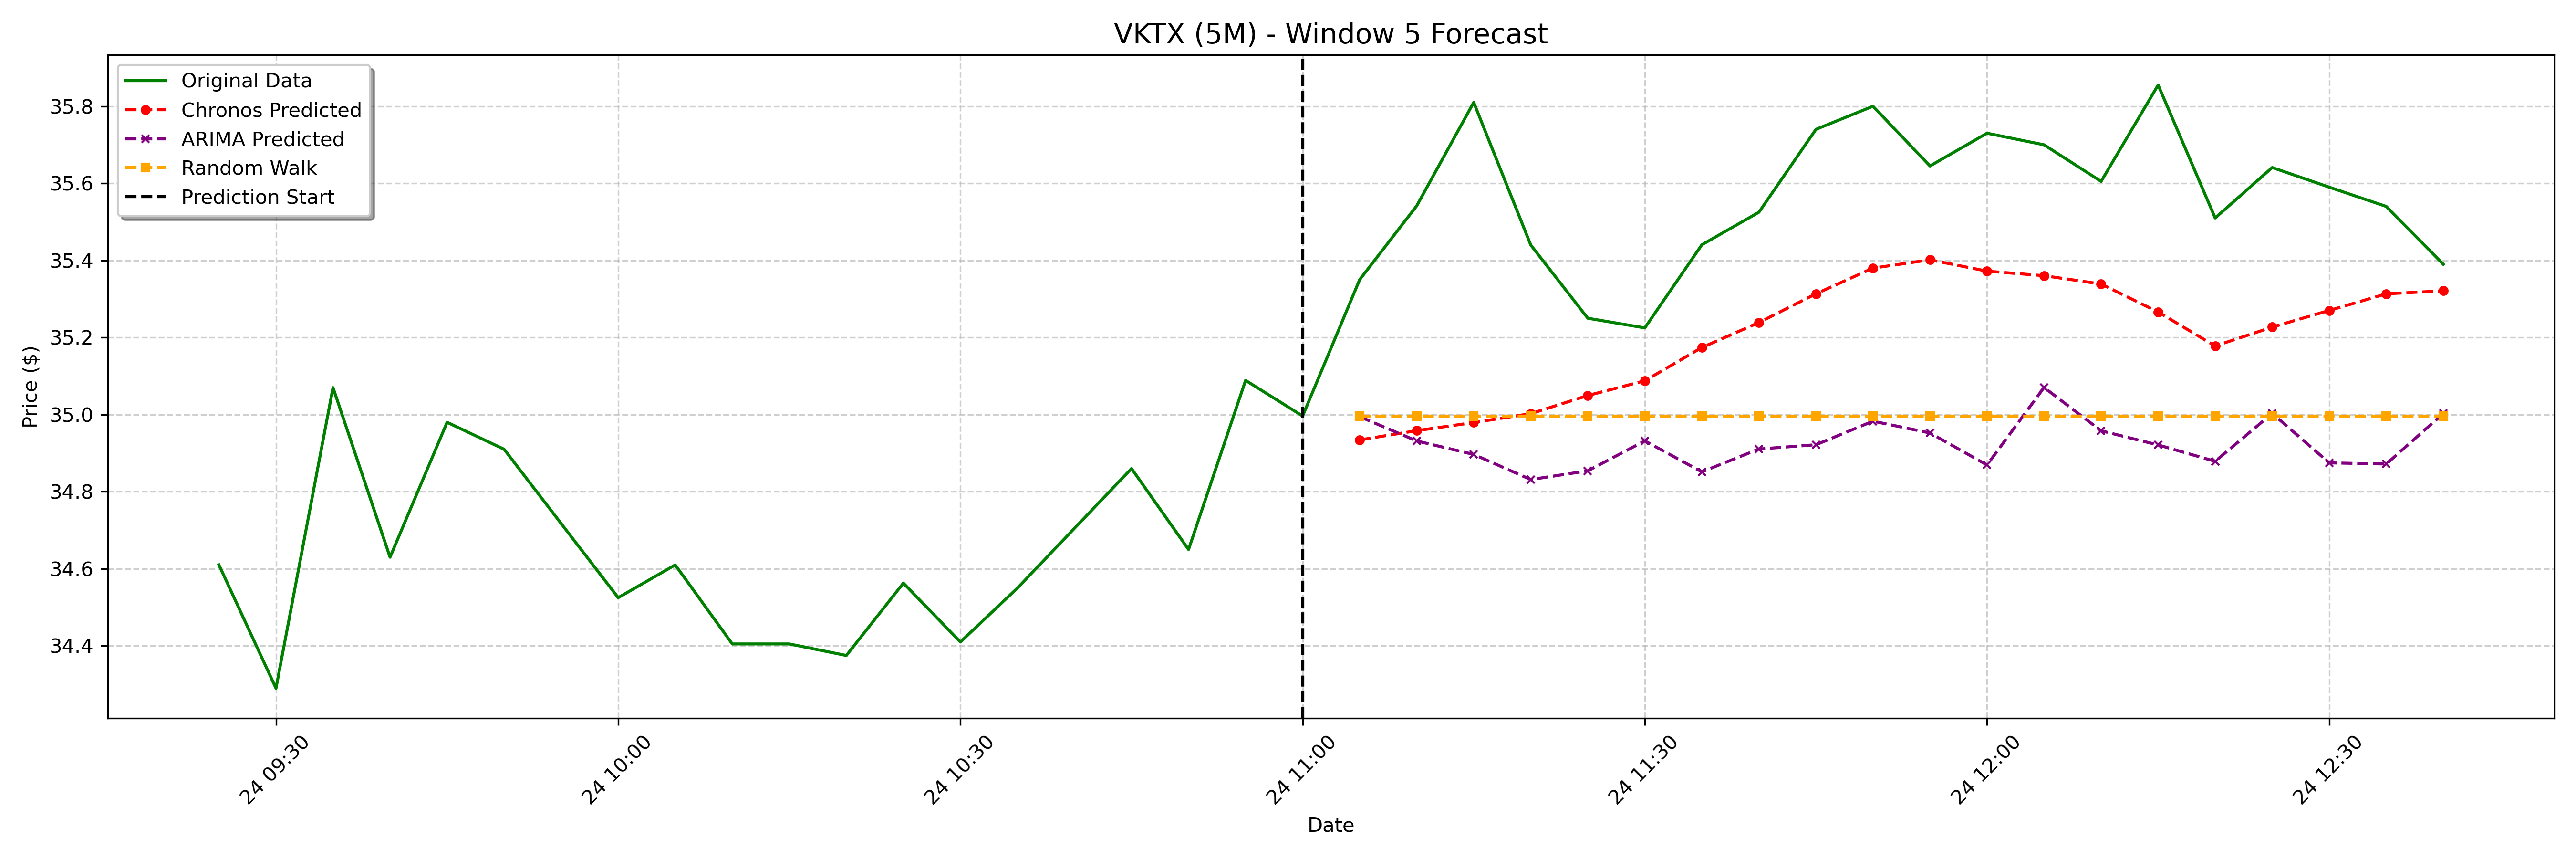 VKTX (5M) - Window 5 Forecast
Original Data
Chronos Predicted
ARIMA Predicted
Random Walk
Prediction Start
Price ($)
35.8
35.6
35.4
35.2
35.0
34.8
34.6
34.4
24 09:30
24 10:00
24 10:30
24 11:00
24 11:30
24 12:00
24 12:30
Date